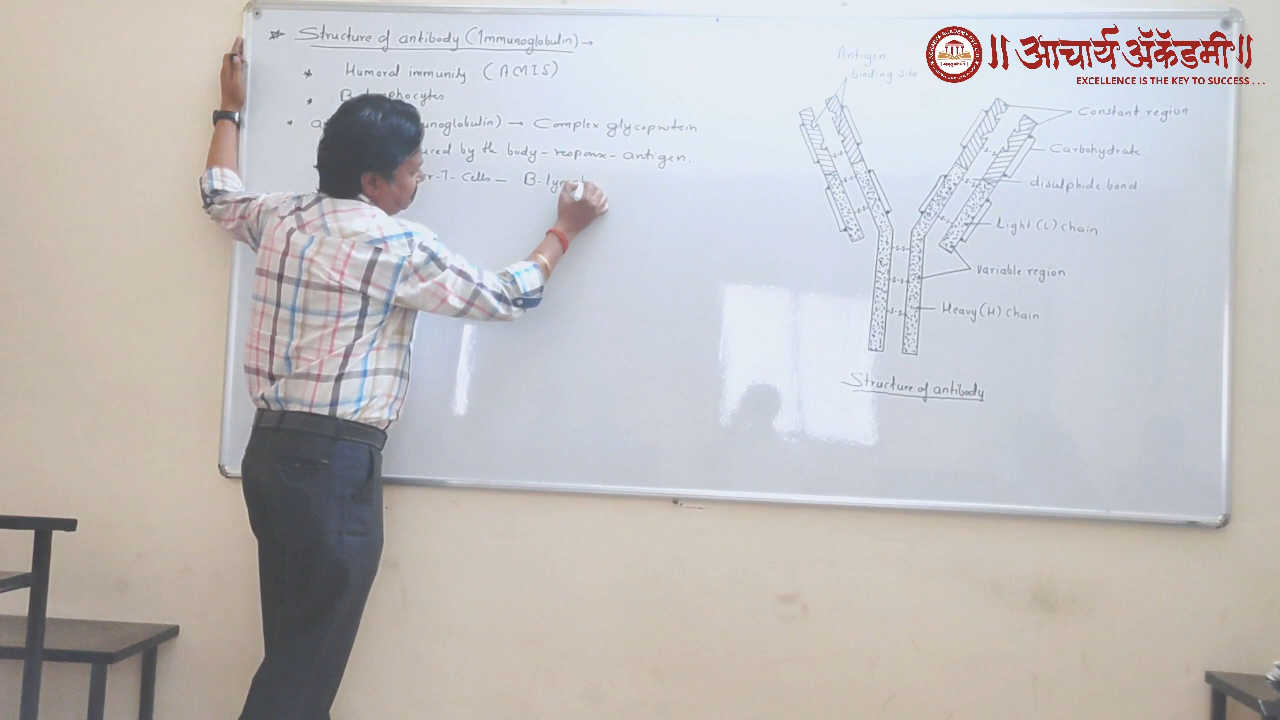 Structure of antibody (Immunoglobulin) →
* Humoral immunity (AMIS)
*
* unoglobulin) → Complex glycoprotein
by the body - response - antigen.
T - Cells -
Antigen
binding site
Constant region
Carbohydrate
disulphide bond
Light (L) chain
Variable region
Heavy (H) chain
Structure of antibody
॥ आचार्य ॲकॅडमी ॥
EXCELLENCE IS THE KEY TO SUCCESS . . .